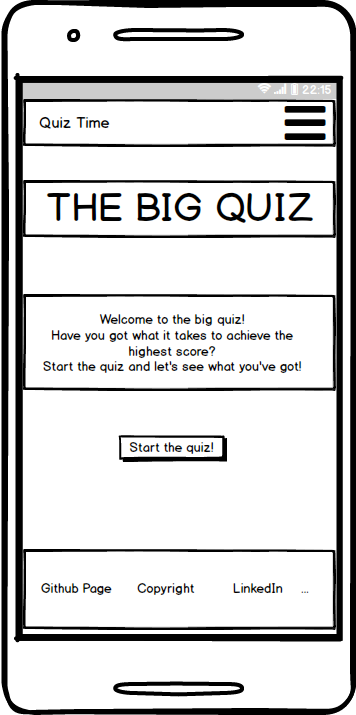 22:15
Quiz Time
THE BIG QUIZ
Welcome to the big quiz!
Have you got what it takes to achieve the
highest score?
Start the quiz and let's see what you've got!
Start the quiz!
Github Page Copyright LinkedIn ...